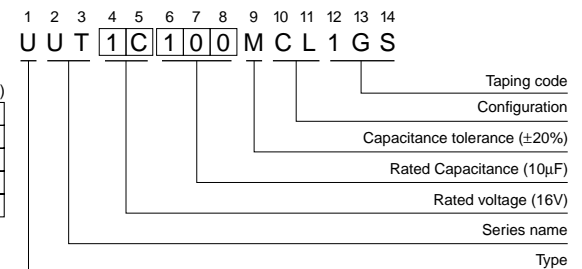 1 2 3 4 5 6 7 8 9 10 11 12 13 14
U U T 1 C 1 0 0 M C L 1 G S
)
Taping code
Configuration
Capacitance tolerance (±20%)
Rated Capacitance (10µF)
Rated voltage (16V)
Series name
Type